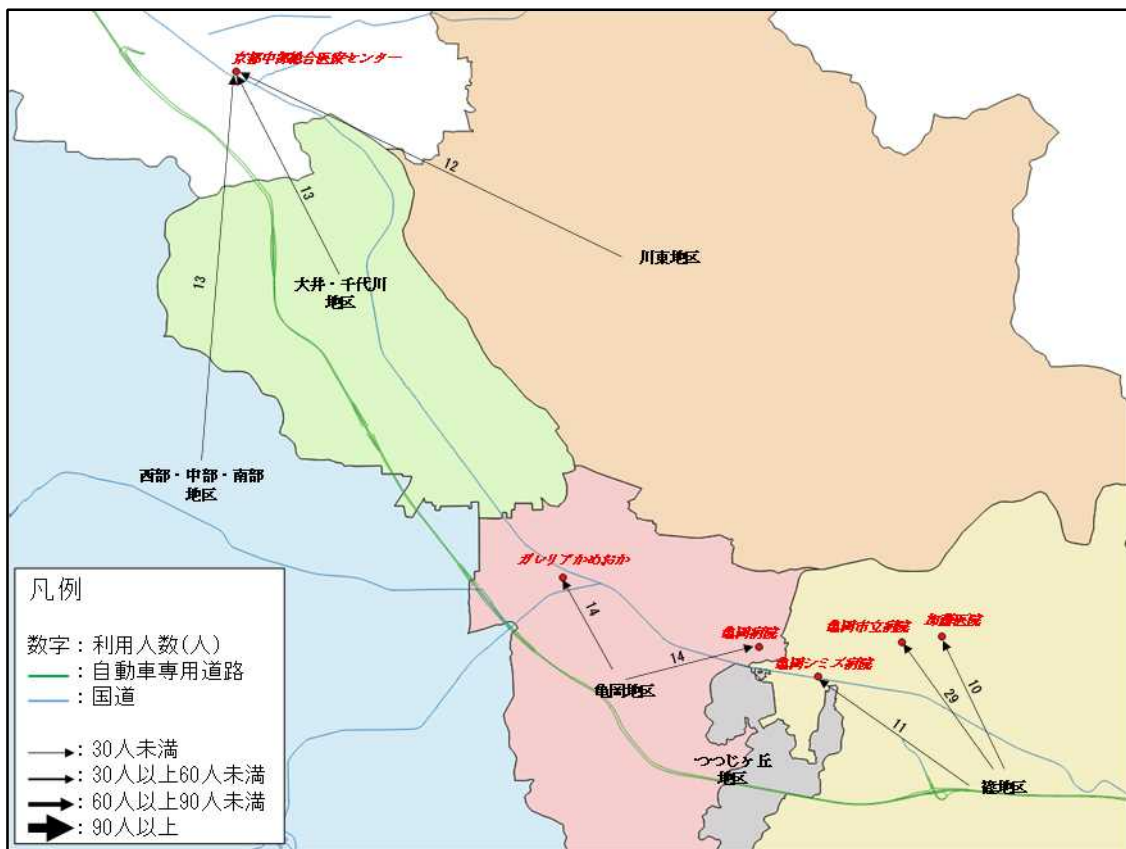 京都中部総合医療センター
12
13
川東地区
13
大井・千代川
地区
西部・中部・南部
地区
ガレリアかめおか
14
亀岡病院
亀岡市立病院
加藤医院
14
亀岡シミズ病院
亀岡地区
10
29
11
つつじヶ丘
地区
篠地区
凡例
数字：利用人数(人)
：自動車専用道路
：国道
：30人未満
：30人以上60人未満
：60人以上90人未満
：90人以上